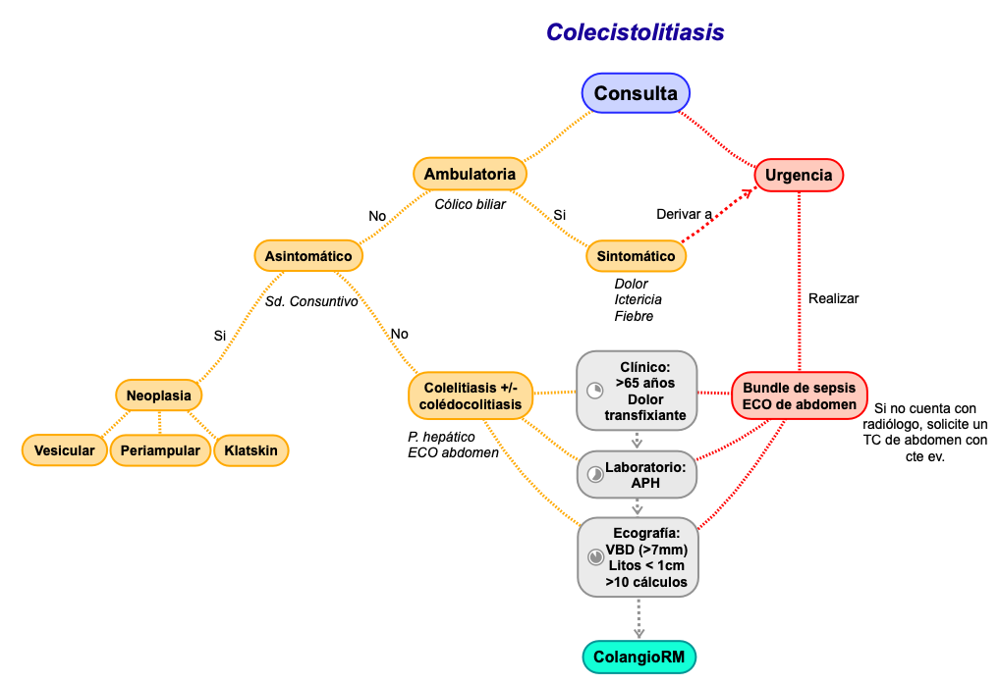 Colecistolitiasis
Consulta
Ambulatoria
Urgencia
Cólico biliar
No
Si
Derivar a
Asintomático
Sintomático
Sd. Consuntivo
Dolor
Ictericia
Fiebre
Realizar
Si
No
Neoplasia
Vesicular
Periampular
Klatskin
Colelitiasis +/-
colédocolitiasis
P. hepático
ECO abdomen
Clínico:
>65 años
Dolor
transfixiante
Bundle de sepsis
ECO de abdomen
Si no cuenta con
radiólogo, solicite un
TC de abdomen con
cte ev.
Laboratorio:
APH
Ecografía:
VBD (>7mm)
Litos < 1cm
>10 cálculos
ColangioRM